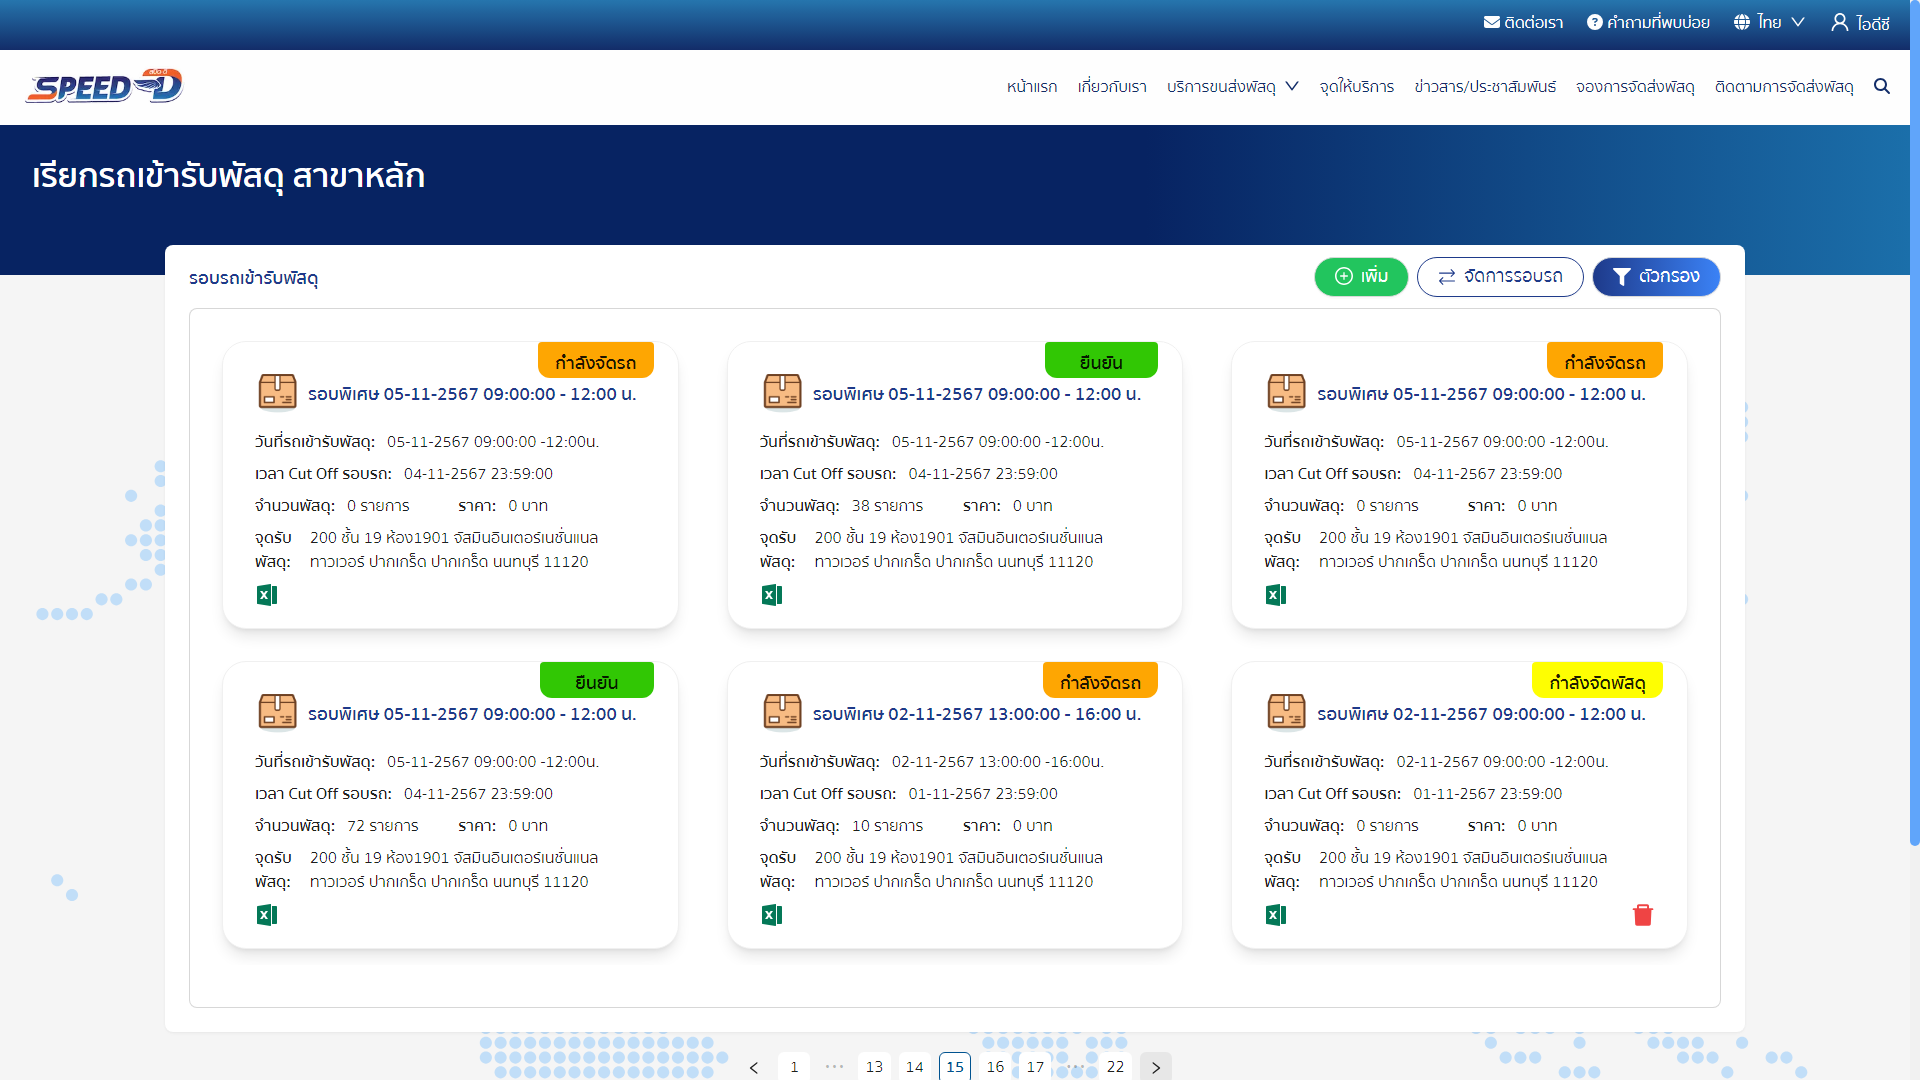 ติดต่อเรา คำถามที่พบบ่อย ไทย ไอดีซี
สปีด-ดี
SPEED-D
หน้าแรก เกี่ยวกับเรา บริการขนส่งพัสดุ จุดให้บริการ ข่าวสาร/ประชาสัมพันธ์ จองการจัดส่งพัสดุ ติดตามการจัดส่งพัสดุ
เรียกรถเข้ารับพัสดุ สาขาหลัก
รอบรถเข้ารับพัสดุ
เพิ่ม จัดการรอบรถ ตัวกรอง
กำลังจัดรถ
รอบพิเศษ 05-11-2567 09:00:00 - 12:00 น.
วันที่รถเข้ารับพัสดุ: 05-11-2567 09:00:00 -12:00น.
เวลา Cut Off รอบรถ: 04-11-2567 23:59:00
จำนวนพัสดุ: 0 รายการ ราคา: 0 บาท
จุดรับ 200 ชั้น 19 ห้อง1901 จัสมินอินเตอร์เนชั่นแนล
พัสดุ: ทาวเวอร์ ปากเกร็ด ปากเกร็ด นนทบุรี 11120
ยืนยัน
รอบพิเศษ 05-11-2567 09:00:00 - 12:00 น.
วันที่รถเข้ารับพัสดุ: 05-11-2567 09:00:00 -12:00น.
เวลา Cut Off รอบรถ: 04-11-2567 23:59:00
จำนวนพัสดุ: 38 รายการ ราคา: 0 บาท
จุดรับ 200 ชั้น 19 ห้อง1901 จัสมินอินเตอร์เนชั่นแนล
พัสดุ: ทาวเวอร์ ปากเกร็ด ปากเกร็ด นนทบุรี 11120
กำลังจัดรถ
รอบพิเศษ 05-11-2567 09:00:00 - 12:00 น.
วันที่รถเข้ารับพัสดุ: 05-11-2567 09:00:00 -12:00น.
เวลา Cut Off รอบรถ: 04-11-2567 23:59:00
จำนวนพัสดุ: 0 รายการ ราคา: 0 บาท
จุดรับ 200 ชั้น 19 ห้อง1901 จัสมินอินเตอร์เนชั่นแนล
พัสดุ: ทาวเวอร์ ปากเกร็ด ปากเกร็ด นนทบุรี 11120
ยืนยัน
รอบพิเศษ 05-11-2567 09:00:00 - 12:00 น.
วันที่รถเข้ารับพัสดุ: 05-11-2567 09:00:00 -12:00น.
เวลา Cut Off รอบรถ: 04-11-2567 23:59:00
จำนวนพัสดุ: 72 รายการ ราคา: 0 บาท
จุดรับ 200 ชั้น 19 ห้อง1901 จัสมินอินเตอร์เนชั่นแนล
พัสดุ: ทาวเวอร์ ปากเกร็ด ปากเกร็ด นนทบุรี 11120
กำลังจัดรถ
รอบพิเศษ 02-11-2567 13:00:00 - 16:00 น.
วันที่รถเข้ารับพัสดุ: 02-11-2567 13:00:00 -16:00น.
เวลา Cut Off รอบรถ: 01-11-2567 23:59:00
จำนวนพัสดุ: 10 รายการ ราคา: 0 บาท
จุดรับ 200 ชั้น 19 ห้อง1901 จัสมินอินเตอร์เนชั่นแนล
พัสดุ: ทาวเวอร์ ปากเกร็ด ปากเกร็ด นนทบุรี 11120
กำลังจัดพัสดุ
รอบพิเศษ 02-11-2567 09:00:00 - 12:00 น.
วันที่รถเข้ารับพัสดุ: 02-11-2567 09:00:00 -12:00น.
เวลา Cut Off รอบรถ: 01-11-2567 23:59:00
จำนวนพัสดุ: 0 รายการ ราคา: 0 บาท
จุดรับ 200 ชั้น 19 ห้อง1901 จัสมินอินเตอร์เนชั่นแนล
พัสดุ: ทาวเวอร์ ปากเกร็ด ปากเกร็ด นนทบุรี 11120
< 1 ••• 13 14 15 16 17 ••• 22 >